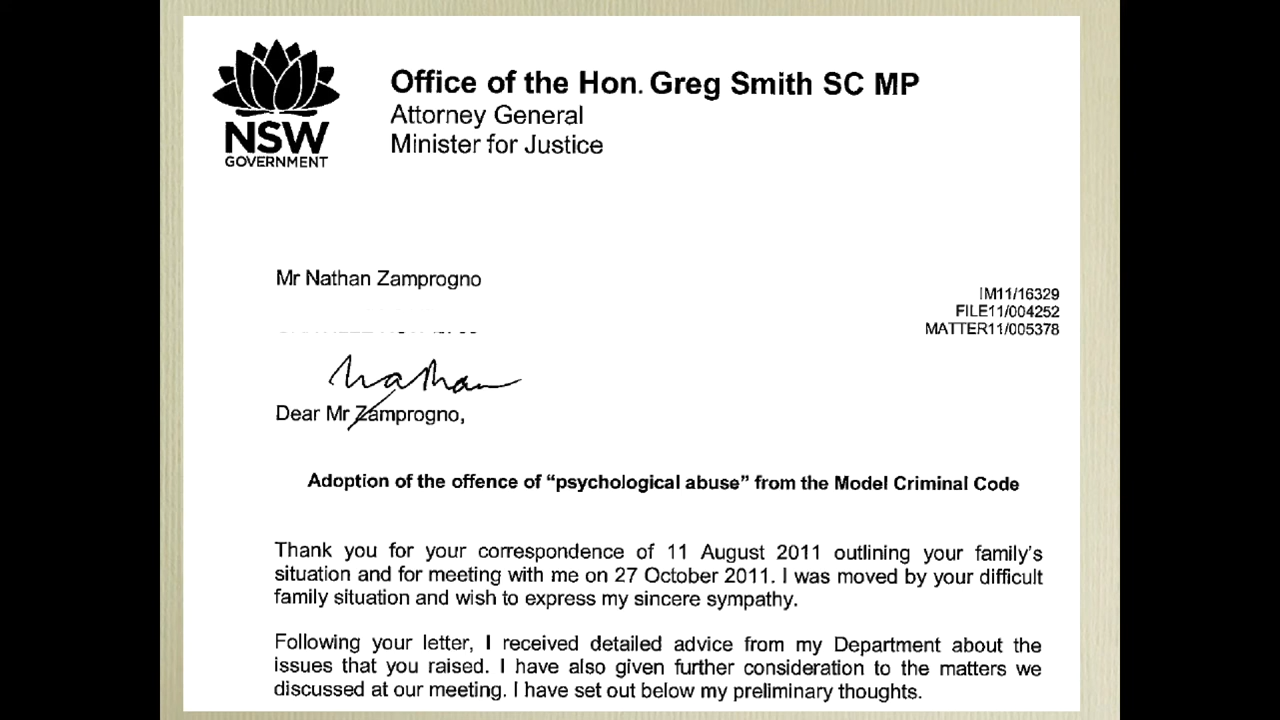 NSW
GOVERNMENT
Office of the Hon. Greg Smith SC MP
Attorney General
Minister for Justice
Mr Nathan Zamprogno
IM11/16329
FILE11/004252
MATTER11/005378
Nathan
Dear Mr Zamprogno,
Adoption of the offence of “psychological abuse” from the Model Criminal Code
Thank you for your correspondence of 11 August 2011 outlining your family's
situation and for meeting with me on 27 October 2011. I was moved by your difficult
family situation and wish to express my sincere sympathy.
Following your letter, I received detailed advice from my Department about the
issues that you raised. I have also given further consideration to the matters we
discussed at our meeting. I have set out below my preliminary thoughts.